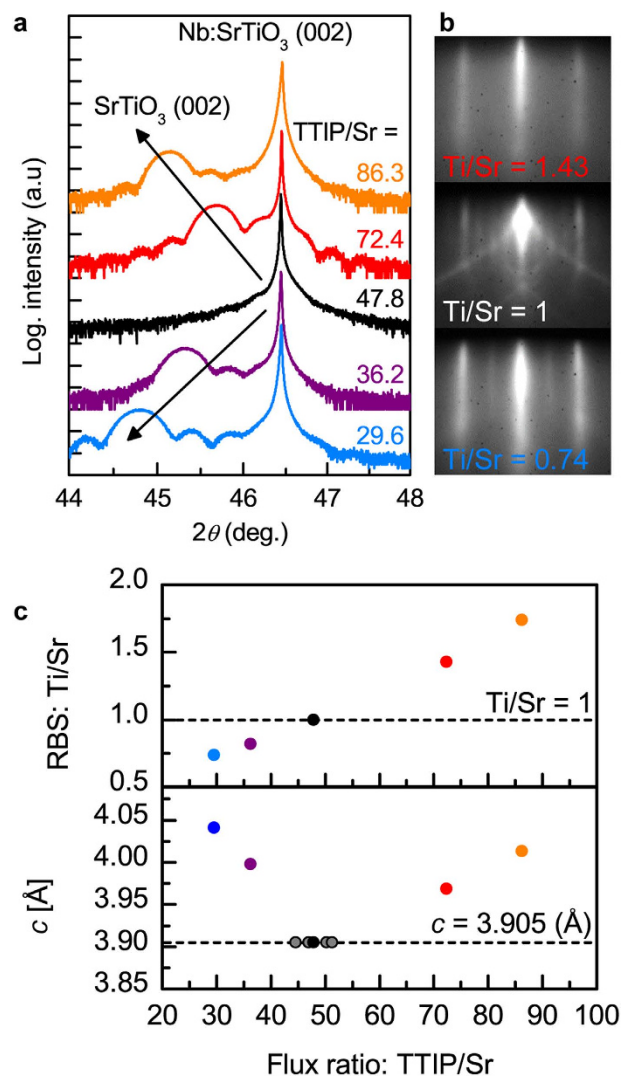 a
Nb:SrTiO₃ (002)
SrTiO₃ (002)
TTIP/Sr =
86.3
72.4
47.8
36.2
29.6
Log. intensity (a.u)
44 45 46 47 48
2θ (deg.)
b
Ti/Sr = 1.43
Ti/Sr = 1
Ti/Sr = 0.74
c
2.0
1.5
1.0
0.5
RBS: Ti/Sr
Ti/Sr = 1
4.05
4.00
3.95
3.90
3.85
c [Å]
c = 3.905 (Å)
20 30 40 50 60 70 80 90 100
Flux ratio: TTIP/Sr